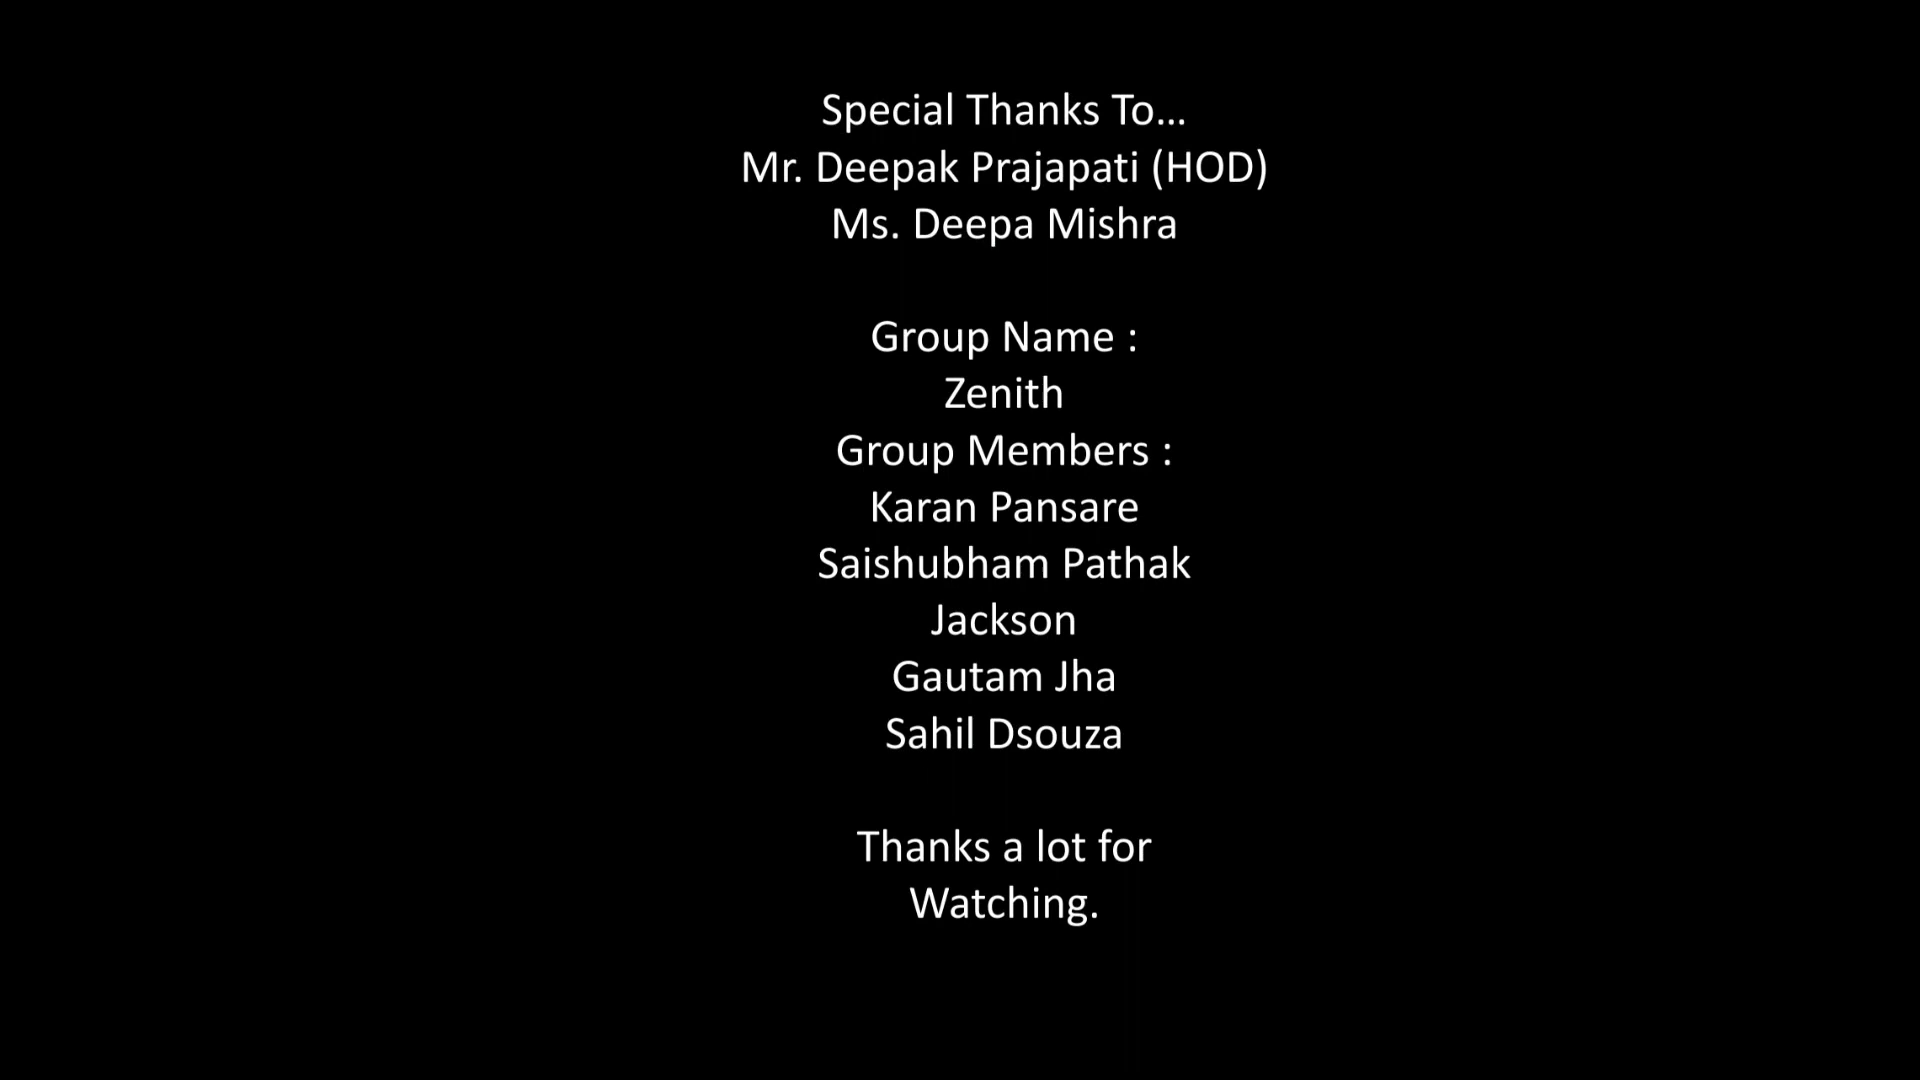 Special Thanks To...
Mr. Deepak Prajapati (HOD)
Ms. Deepa Mishra
Group Name :
Zenith
Group Members :
Karan Pansare
Saishubham Pathak
Jackson
Gautam Jha
Sahil Dsouza
Thanks a lot for
Watching.